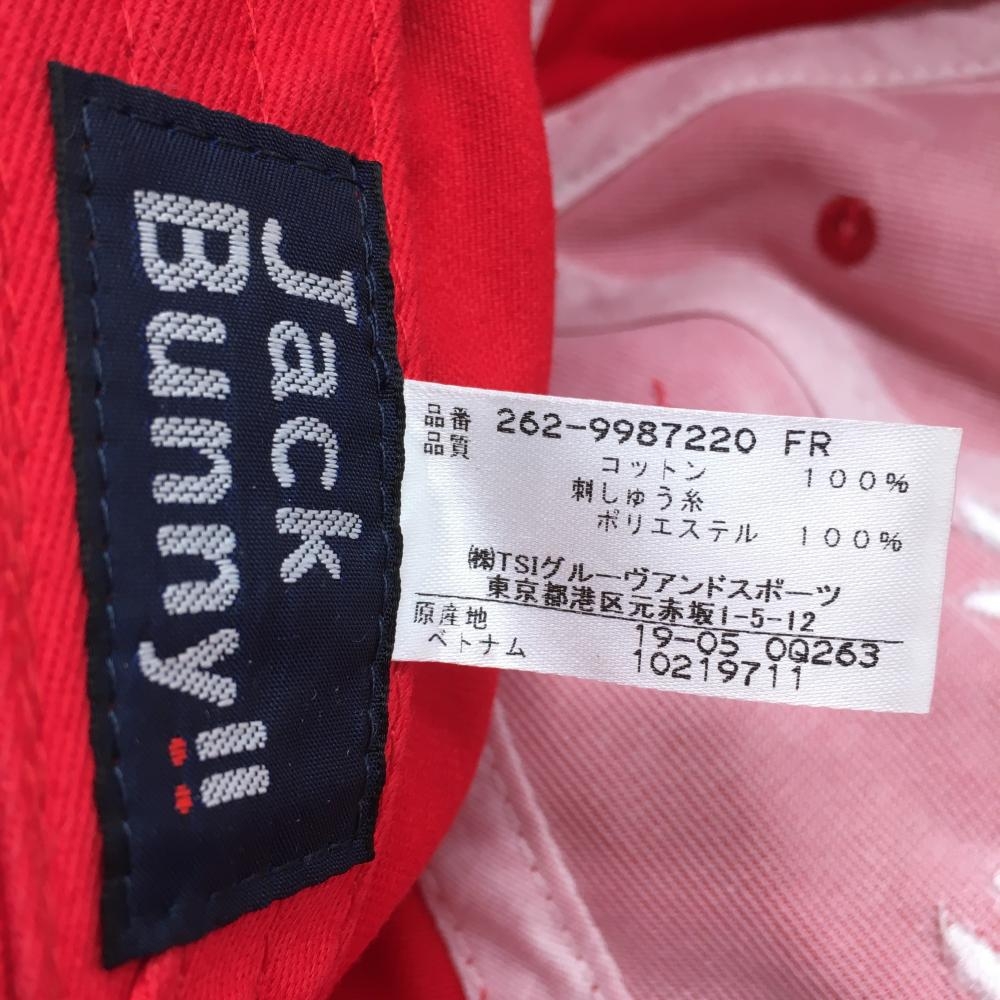 Jack
Bunny!!
品番 262-9987220 FR
品質
コットン 100%
刺しゅう糸
ポリエステル 100%
㈱TSIグルーヴアンドスポーツ
東京都港区元赤坂1-5-12
原産地 19-05 0Q263
ベトナム 10219711